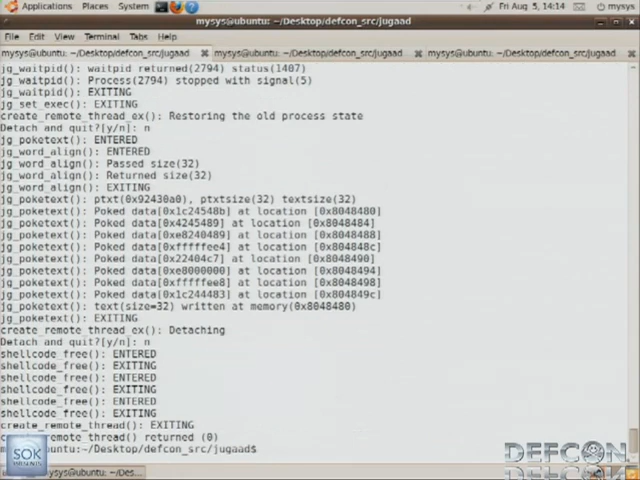 Applications Places System Fri Aug 5, 14:14 mysys
mysys@ubuntu: ~/Desktop/defcon_src/jugaad
File Edit View Terminal Tabs Help
mysys@ubuntu: ~/Desktop/defcon_src/jugaad mysys@ubuntu: ~/Desktop/defcon_src/jugaad mysys@ubuntu: ~/Desktop/defcon_src/jugaad
jg_waitpid(): waitpid returned(2794) status(1407)
jg_waitpid(): Process(2794) stopped with signal(5)
jg_waitpid(): EXITING
jg_set_exec(): EXITING
create_remote_thread_ex(): Restoring the old process state
Detach and quit?[y/n]: n
jg_poketext(): ENTERED
jg_word_align(): ENTERED
jg_word_align(): Passed size(32)
jg_word_align(): Returned size(32)
jg_word_align(): EXITING
jg_poketext(): ptxt(0x92430a0), ptxtsize(32) textsize(32)
jg_poketext(): Poked data[0x1c24548b] at location [0x8048480]
jg_poketext(): Poked data[0x4245489] at location [0x8048484]
jg_poketext(): Poked data[0xe8240489] at location [0x8048488]
jg_poketext(): Poked data[0xfffffee4] at location [0x804848c]
jg_poketext(): Poked data[0x22404c7] at location [0x8048490]
jg_poketext(): Poked data[0xe8000000] at location [0x8048494]
jg_poketext(): Poked data[0xfffffee8] at location [0x8048498]
jg_poketext(): Poked data[0x1c244483] at location [0x804849c]
jg_poketext(): text(size=32) written at memory(0x8048480)
jg_poketext(): EXITING
create_remote_thread_ex(): Detaching
Detach and quit?[y/n]: n
shellcode_free(): ENTERED
shellcode_free(): EXITING
shellcode_free(): ENTERED
shellcode_free(): EXITING
shellcode_free(): ENTERED
shellcode_free(): EXITING
create_remote_thread(): EXITING
create_remote_thread() returned (0)
mysys@ubuntu:~/Desktop/defcon_src/jugaad$
SOK
DEFCON
mysys@ubuntu: ~/Des...